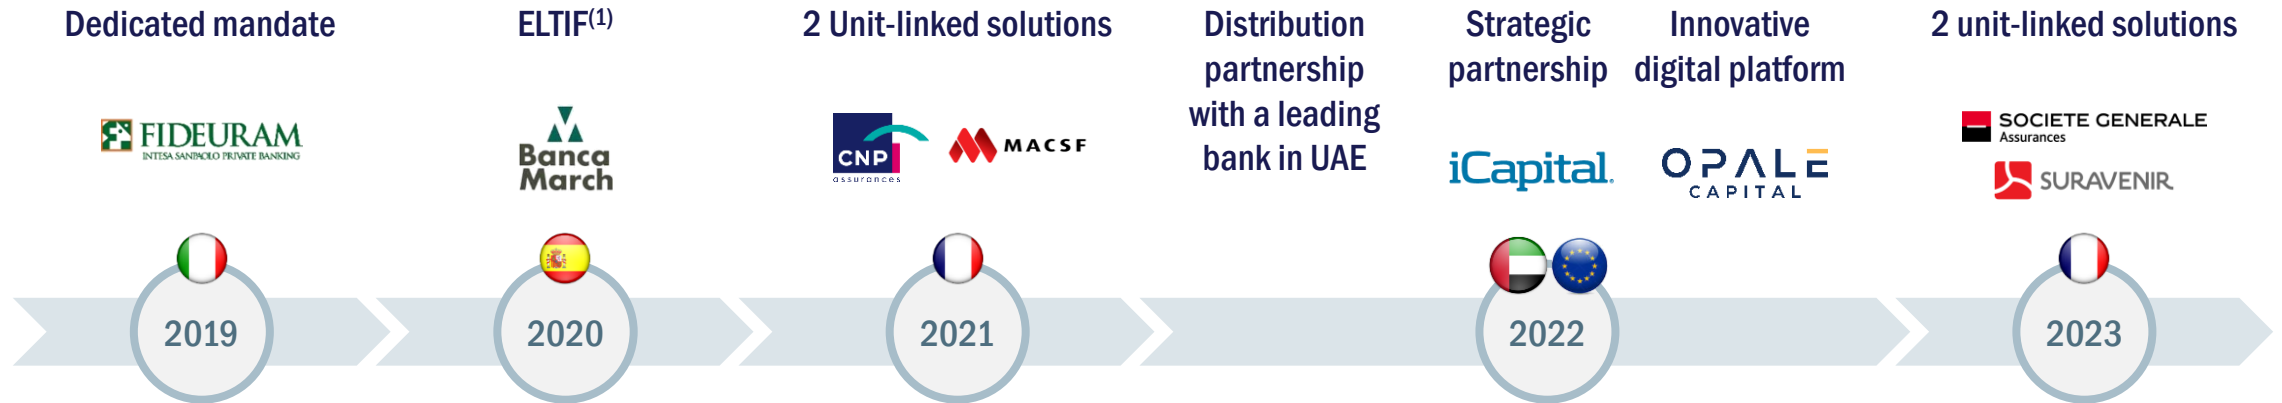 Dedicated mandate
FIDEURAM
INTESA SANPAOLO PRIVATE BANKING
2019
ELTIF(1)
Banca
March
2020
2 Unit-linked solutions
CNP
assurances
MACSF
2021
Distribution
partnership
with a leading
bank in UAE
Strategic
partnership
iCapital.
Innovative
digital platform
OPALE
CAPITAL
2022
2 unit-linked solutions
SOCIETE GENERALE
Assurances
SURAVENIR
2023